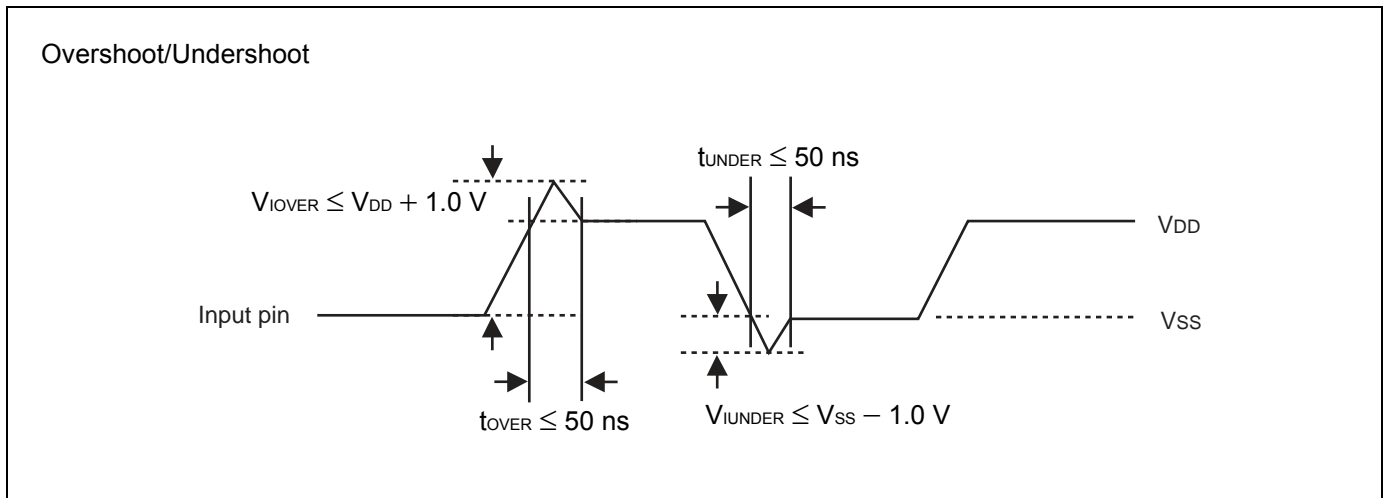 Overshoot/Undershoot
tUNDER ≤ 50 ns
VIOVER ≤ VDD + 1.0 V
VDD
Input pin
VSS
tOVER ≤ 50 ns
VIUNDER ≤ VSS − 1.0 V